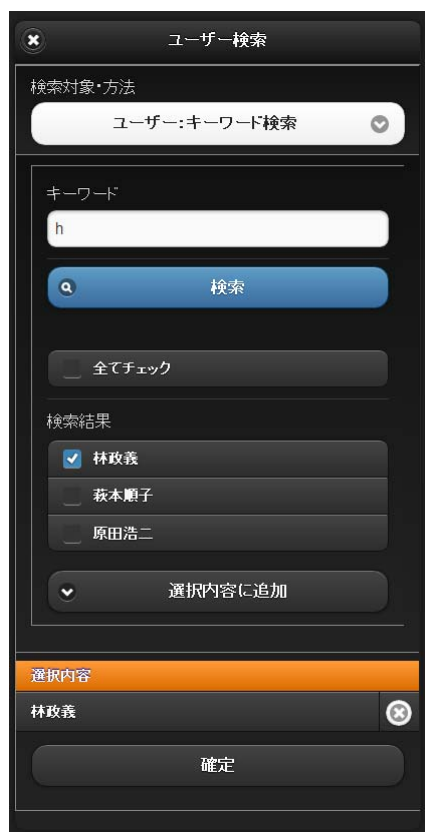 ユーザー検索
検索対象・方法
ユーザー:キーワード検索
キーワード
h
検索
全てチェック
検索結果
林政義
萩本順子
原田浩二
選択内容に追加
選択内容
林政義
確定